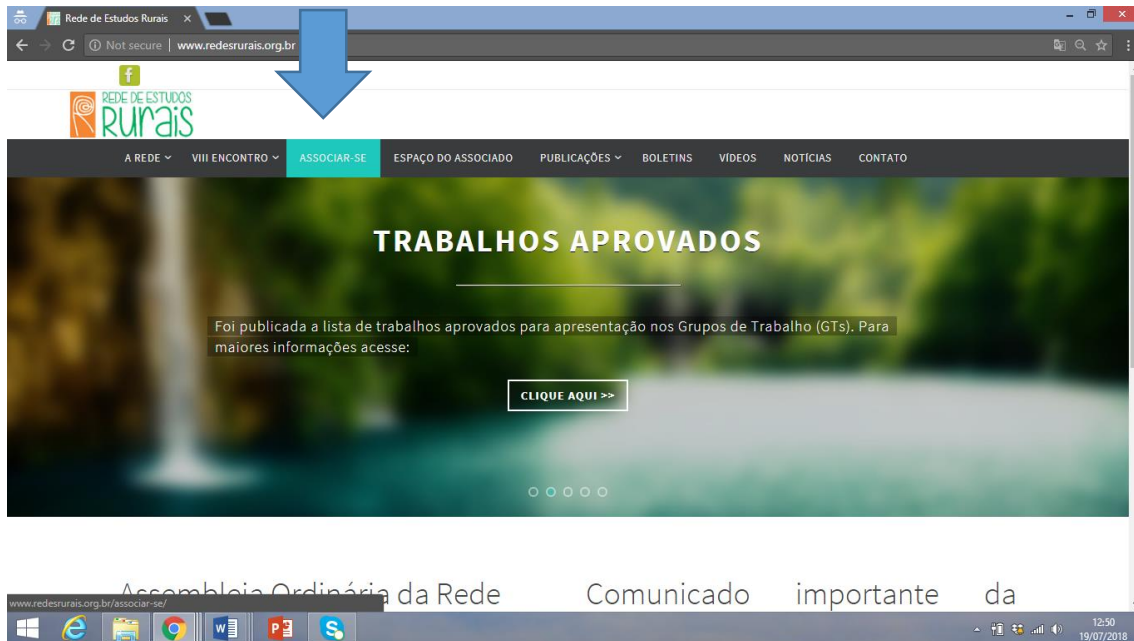 Rede de Estudos Rurais
Not secure | www.redesrurais.org.br
f
REDE DE ESTUDOS
Rurais
A REDE VIII ENCONTRO ASSOCIAR-SE ESPAÇO DO ASSOCIADO PUBLICAÇÕES BOLETINS VÍDEOS NOTÍCIAS CONTATO
TRABALHOS APROVADOS
Foi publicada a lista de trabalhos aprovados para apresentação nos Grupos de Trabalho (GTs). Para
maiores informações acesse:
CLIQUE AQUI >>
Assembleia Ordinária da Rede Comunicado importante da
www.redesrurais.org.br/associar-se/
12:50
19/07/2018